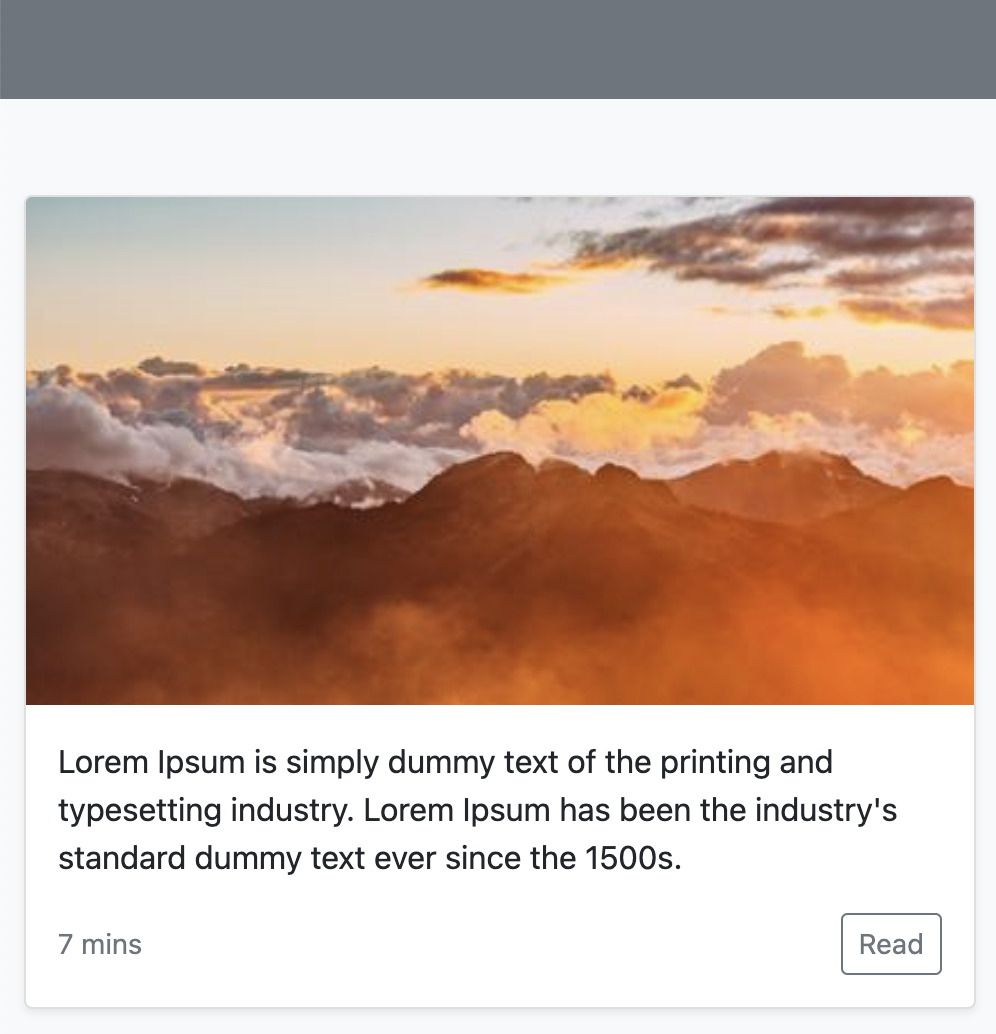 Lorem Ipsum is simply dummy text of the printing and
typesetting industry. Lorem Ipsum has been the industry's
standard dummy text ever since the 1500s.
7 mins
Read